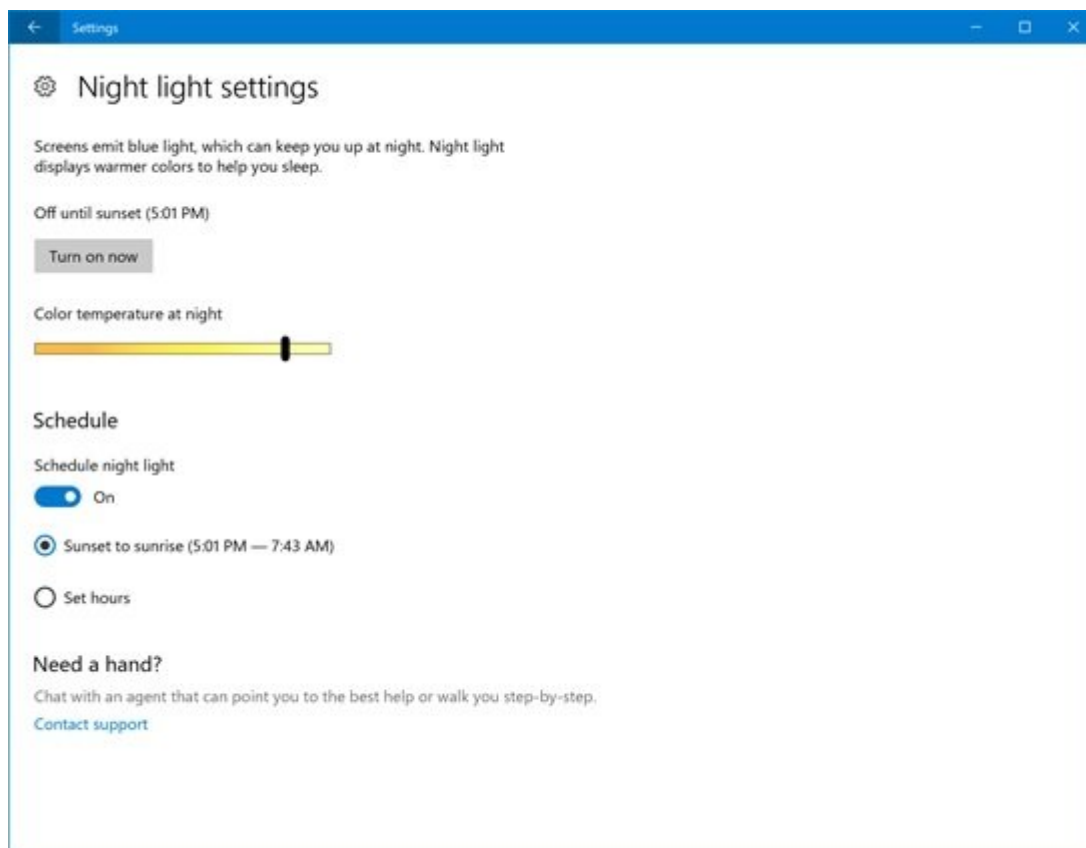 Settings
Night light settings
Screens emit blue light, which can keep you up at night. Night light
displays warmer colors to help you sleep.
Off until sunset (5:01 PM)
Turn on now
Color temperature at night
Schedule
Schedule night light
On
Sunset to sunrise (5:01 PM — 7:43 AM)
Set hours
Need a hand?
Chat with an agent that can point you to the best help or walk you step-by-step.
Contact support